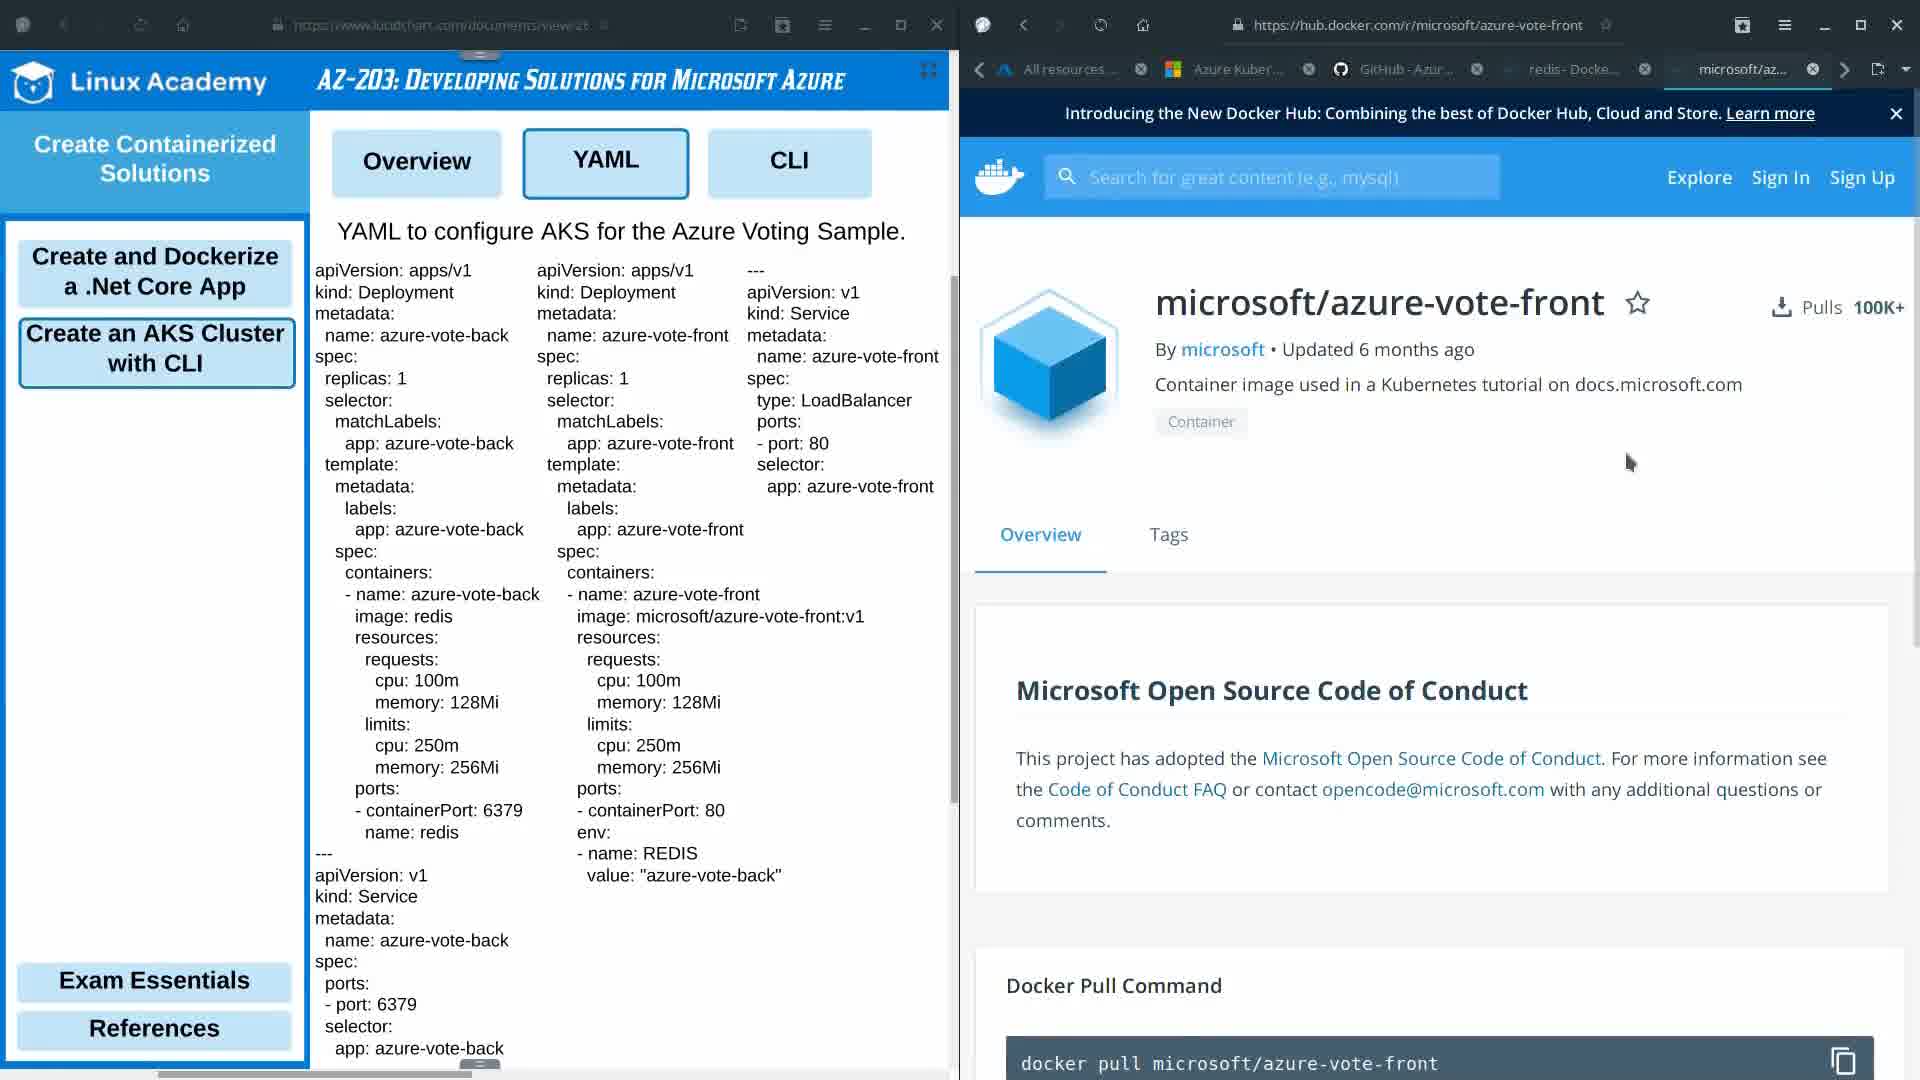 https://www.lucidchart.com/documents/view/2f
https://hub.docker.com/r/microsoft/azure-vote-front
Linux Academy
AZ-203: Developing Solutions for Microsoft Azure
All resources...
Azure Kuber...
GitHub - Azur...
redis - Docke...
microsoft/az...
Introducing the New Docker Hub: Combining the best of Docker Hub, Cloud and Store. Learn more
Create Containerized
Solutions
Overview
YAML
CLI
Search for great content (e.g., mysql)
Explore
Sign In
Sign Up
Create and Dockerize
a .Net Core App
Create an AKS Cluster
with CLI
Exam Essentials
References
YAML to configure AKS for the Azure Voting Sample.
apiVersion: apps/v1
kind: Deployment
metadata:
name: azure-vote-back
spec:
replicas: 1
selector:
matchLabels:
app: azure-vote-back
template:
metadata:
labels:
app: azure-vote-back
spec:
containers:
- name: azure-vote-back
image: redis
resources:
requests:
cpu: 100m
memory: 128Mi
limits:
cpu: 250m
memory: 256Mi
ports:
- containerPort: 6379
name: redis
---
apiVersion: v1
kind: Service
metadata:
name: azure-vote-back
spec:
ports:
- port: 6379
selector:
app: azure-vote-back
apiVersion: apps/v1
kind: Deployment
metadata:
name: azure-vote-front
spec:
replicas: 1
selector:
matchLabels:
app: azure-vote-front
template:
metadata:
labels:
app: azure-vote-front
spec:
containers:
- name: azure-vote-front
image: microsoft/azure-vote-front:v1
resources:
requests:
cpu: 100m
memory: 128Mi
limits:
cpu: 250m
memory: 256Mi
ports:
- containerPort: 80
env:
- name: REDIS
value: "azure-vote-back"
---
apiVersion: v1
kind: Service
metadata:
name: azure-vote-front
spec:
type: LoadBalancer
ports:
- port: 80
selector:
app: azure-vote-front
microsoft/azure-vote-front
Pulls 100K+
By microsoft • Updated 6 months ago
Container image used in a Kubernetes tutorial on docs.microsoft.com
Container
Overview
Tags
Microsoft Open Source Code of Conduct
This project has adopted the Microsoft Open Source Code of Conduct. For more information see
the Code of Conduct FAQ or contact opencode@microsoft.com with any additional questions or
comments.
Docker Pull Command
docker pull microsoft/azure-vote-front